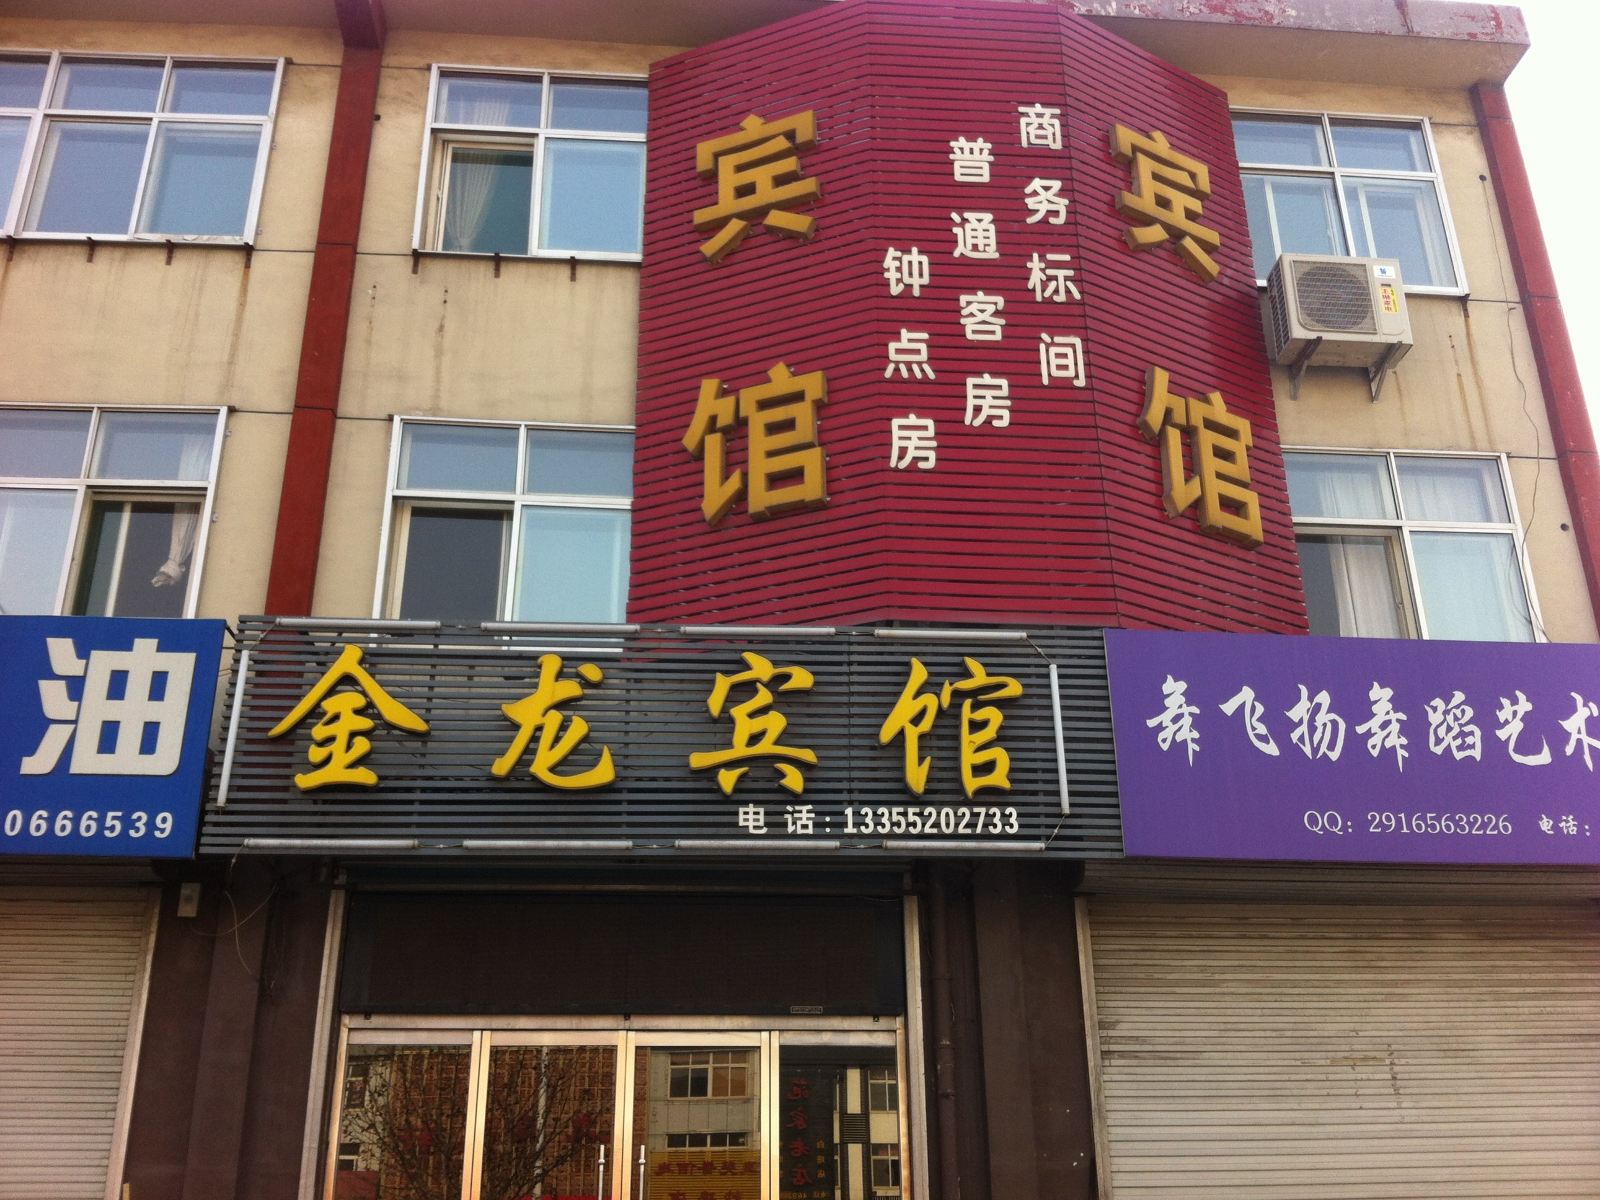 宾馆
商务标间
普通客房
钟点房
宾馆
油
0666539
金龙宾馆
电话：13355202733
舞飞扬舞蹈艺术
QQ：2916563226 电话：